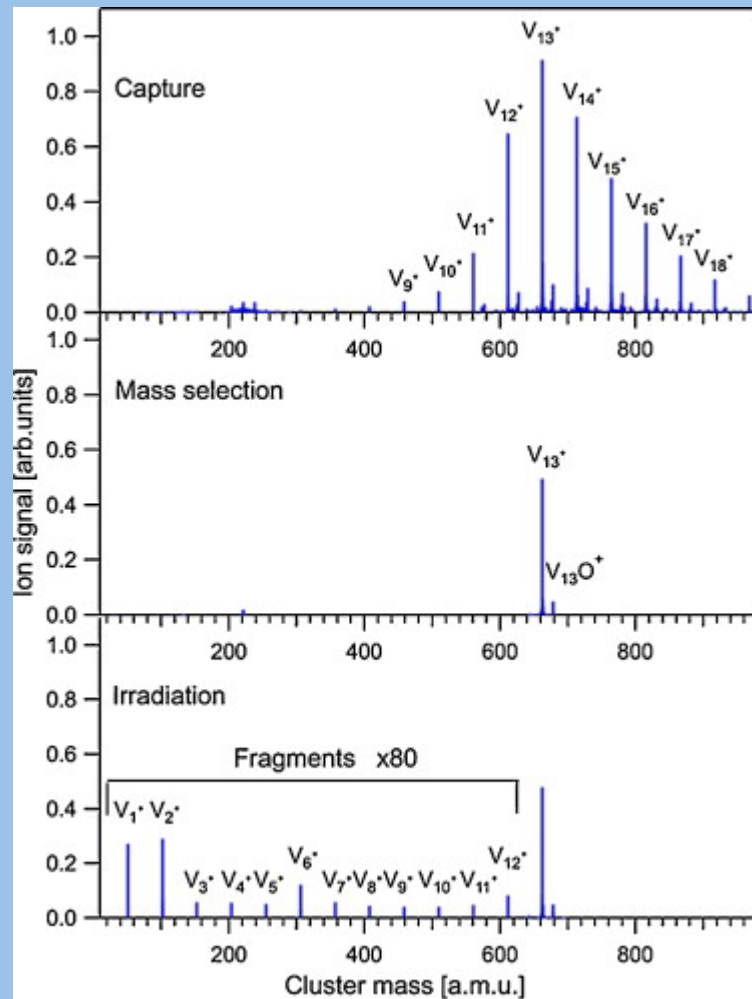 Ion signal [arb.units]
1.0
0.8
0.6
0.4
0.2
0.0
Capture
V₉⁺
V₁₀⁺
V₁₁⁺
V₁₂⁺
V₁₃⁺
V₁₄⁺
V₁₅⁺
V₁₆⁺
V₁₇⁺
V₁₈⁺
200 400 600 800
1.0
0.8
0.6
0.4
0.2
0.0
Mass selection
V₁₃⁺
V₁₃O⁺
200 400 600 800
1.0
0.8
0.6
0.4
0.2
0.0
Irradiation
Fragments x80
V₁⁺ V₂⁺ V₃⁺ V₄⁺ V₅⁺ V₆⁺ V₇⁺ V₈⁺ V₉⁺ V₁₀⁺ V₁₁⁺ V₁₂⁺
200 400 600 800
Cluster mass [a.m.u.]